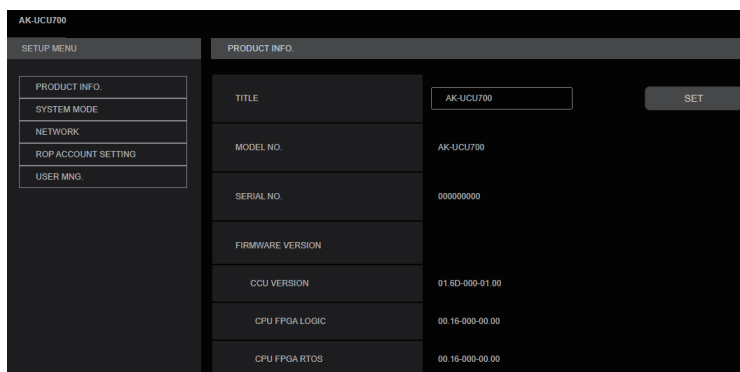 AK-UCU700
SETUP MENU
PRODUCT INFO.
PRODUCT INFO.
SYSTEM MODE
NETWORK
ROP ACCOUNT SETTING
USER MNG.
TITLE AK-UCU700 SET
MODEL NO. AK-UCU700
SERIAL NO. 000000000
FIRMWARE VERSION
CCU VERSION 01.6D-000-01.00
CPU FPGA LOGIC 00.16-000-00.00
CPU FPGA RTOS 00.16-000-00.00